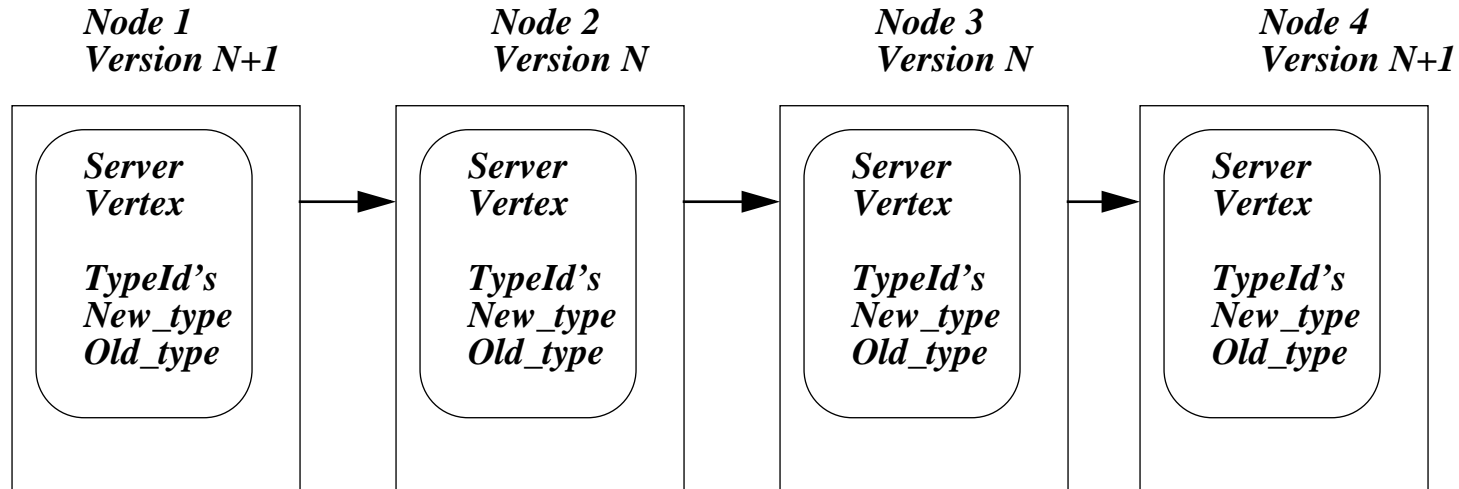 Node 1
Version N+1
Node 2
Version N
Node 3
Version N
Node 4
Version N+1
Server
Vertex
TypeId’s
New_type
Old_type
Server
Vertex
TypeId’s
New_type
Old_type
Server
Vertex
TypeId’s
New_type
Old_type
Server
Vertex
TypeId’s
New_type
Old_type